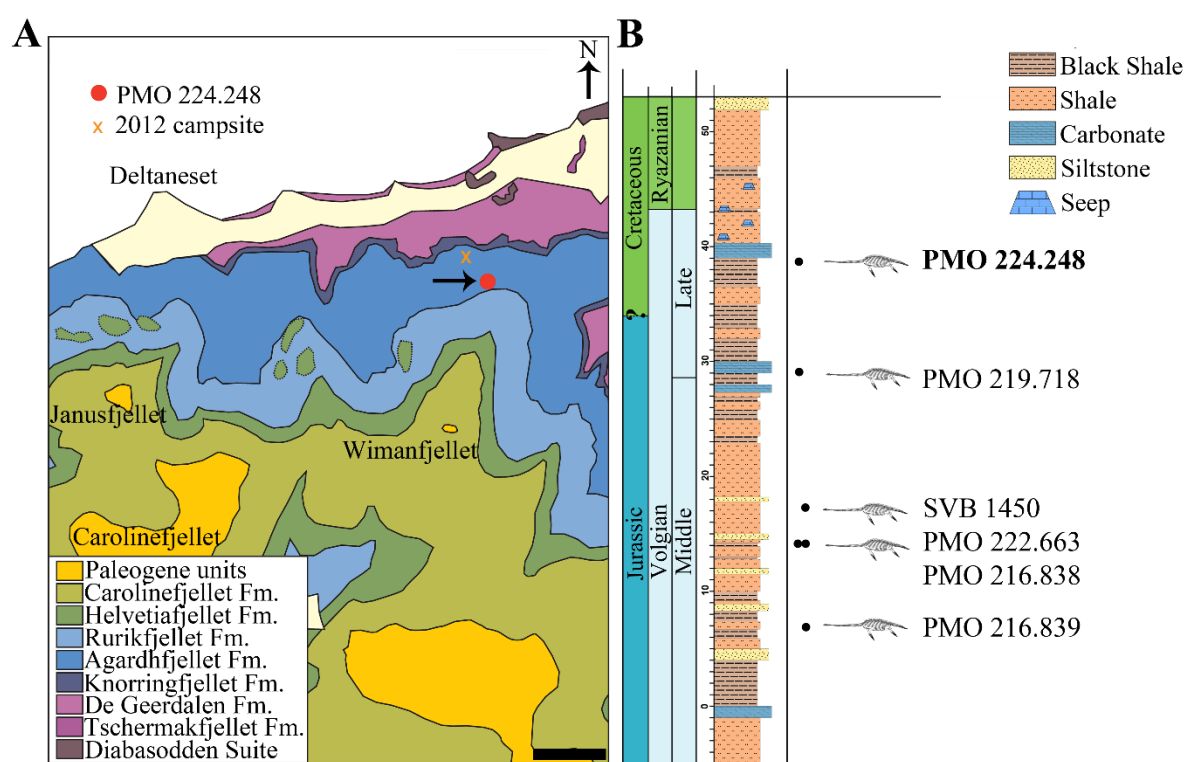 A
N
PMO 224.248
x 2012 campsite
Deltaneset
x
Janusfjellet
Wimanfjellet
Carolinefjellet
Paleogene units
Carolinefjellet Fm.
Helvetiafjellet Fm.
Rurikfjellet Fm.
Agardhfjellet Fm.
Knorringfjellet Fm.
De Geerdalen Fm.
Tschermakfjellet Fm.
Diabasodden Suite
B
Black Shale
Shale
Carbonate
Siltstone
Seep
Cretaceous
?
Jurassic
Ryazanian
Volgian
Late
Middle
50
40
30
20
10
0
PMO 224.248
PMO 219.718
SVB 1450
PMO 222.663
PMO 216.838
PMO 216.839